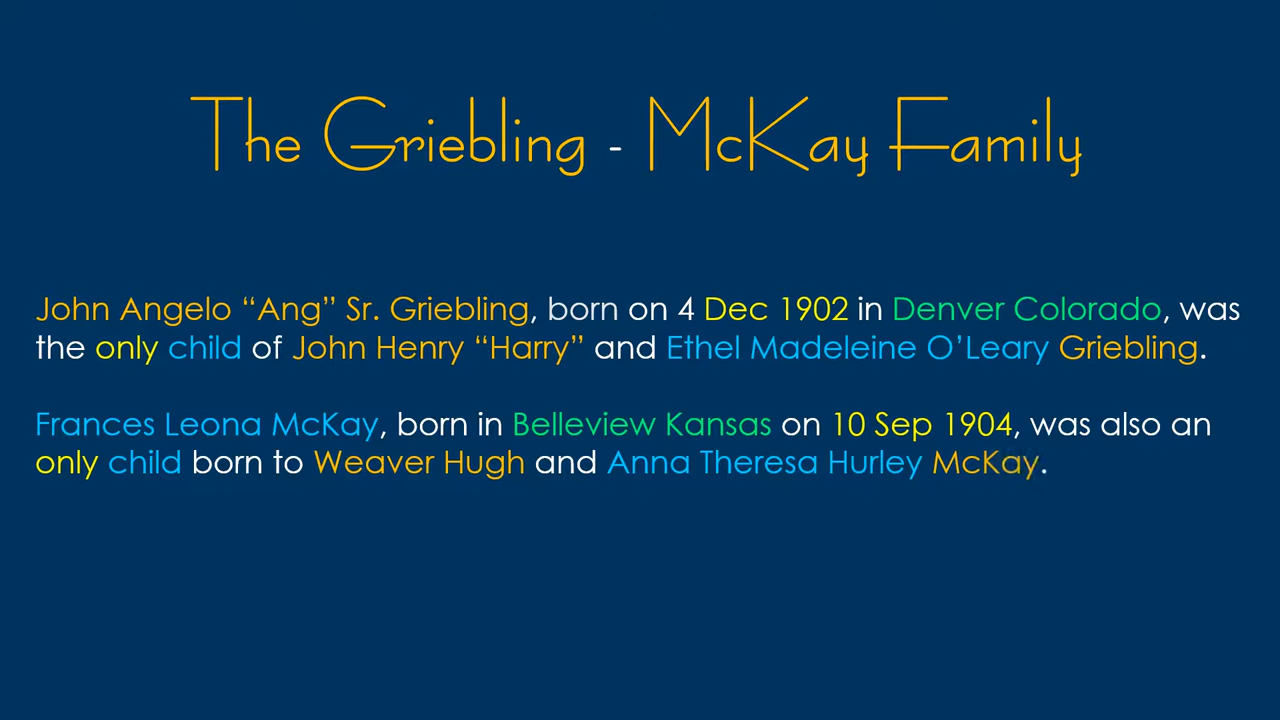 The Griebling - McKay Family
John Angelo “Ang” Sr. Griebling, born on 4 Dec 1902 in Denver Colorado, was
the only child of John Henry “Harry” and Ethel Madeleine O’Leary Griebling.
Frances Leona McKay, born in Belleview Kansas on 10 Sep 1904, was also an
only child born to Weaver Hugh and Anna Theresa Hurley McKay.